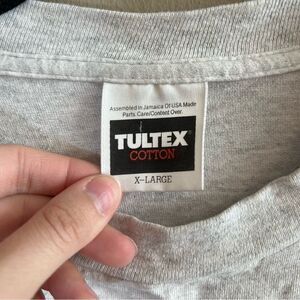 Assembled in Jamaica Of USA Made
Parts. Care/Content Over.
TULTEX
COTTON
X-LARGE